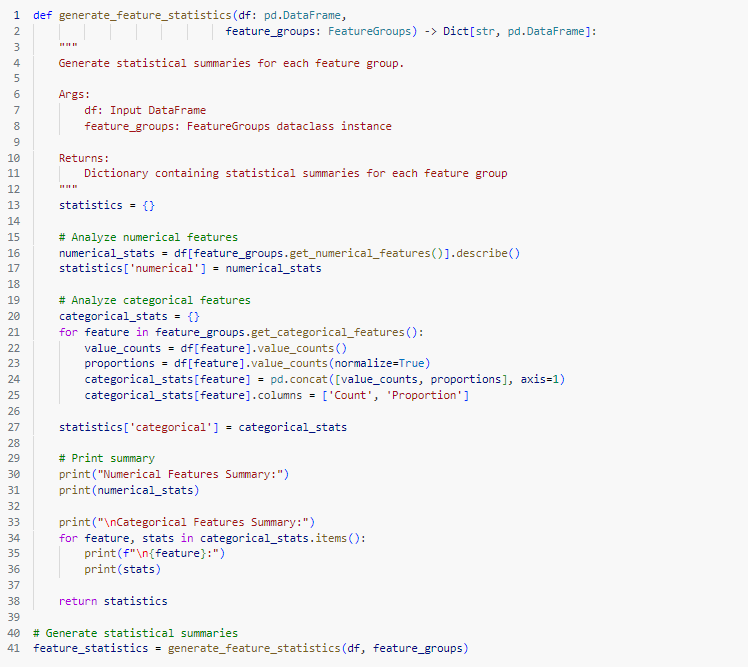 1 def generate_feature_statistics(df: pd.DataFrame,
2 feature_groups: FeatureGroups) -> Dict[str, pd.DataFrame]:
3 """
4 Generate statistical summaries for each feature group.
5
6 Args:
7 df: Input DataFrame
8 feature_groups: FeatureGroups dataclass instance
9
10 Returns:
11 Dictionary containing statistical summaries for each feature group
12 """
13 statistics = {}
14
15 # Analyze numerical features
16 numerical_stats = df[feature_groups.get_numerical_features()].describe()
17 statistics['numerical'] = numerical_stats
18
19 # Analyze categorical features
20 categorical_stats = {}
21 for feature in feature_groups.get_categorical_features():
22 value_counts = df[feature].value_counts()
23 proportions = df[feature].value_counts(normalize=True)
24 categorical_stats[feature] = pd.concat([value_counts, proportions], axis=1)
25 categorical_stats[feature].columns = ['Count', 'Proportion']
26
27 statistics['categorical'] = categorical_stats
28
29 # Print summary
30 print("Numerical Features Summary:")
31 print(numerical_stats)
32
33 print("\nCategorical Features Summary:")
34 for feature, stats in categorical_stats.items():
35 print(f"\n{feature}:")
36 print(stats)
37
38 return statistics
39
40 # Generate statistical summaries
41 feature_statistics = generate_feature_statistics(df, feature_groups)